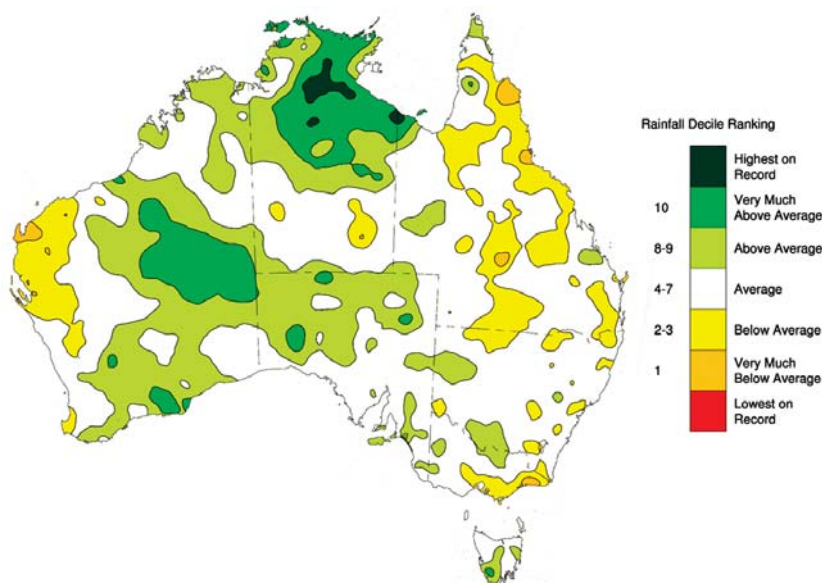 Rainfall Decile Ranking
Highest on
Record
10
Very Much
Above Average
8-9
Above Average
4-7
Average
2-3
Below Average
1
Very Much
Below Average
Lowest on
Record